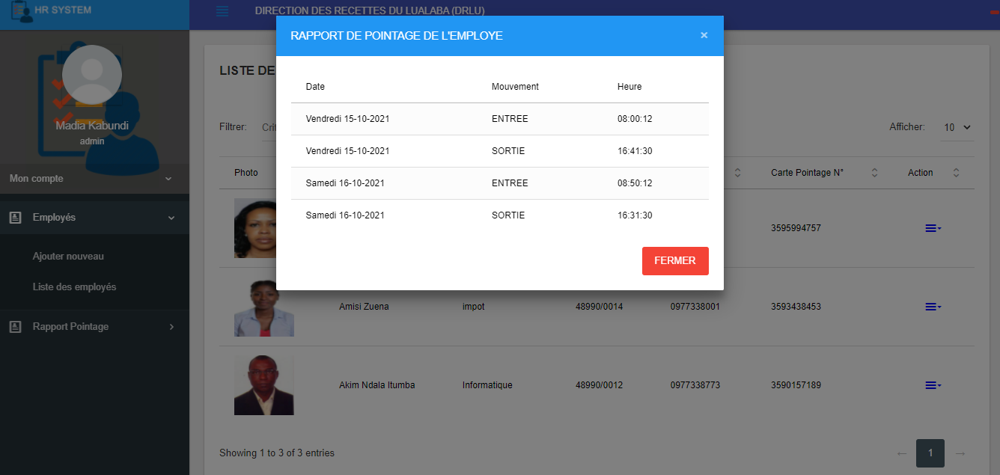 HR SYSTEM
DIRECTION DES RECETTES DU LUALABA (DRLU)
RAPPORT DE POINTAGE DE L'EMPLOYE ×
Date Mouvement Heure
Vendredi 15-10-2021 ENTREE 08:00:12
Vendredi 15-10-2021 SORTIE 16:41:30
Samedi 16-10-2021 ENTREE 08:50:12
Samedi 16-10-2021 SORTIE 16:31:30
FERMER
Madia Kabundi
admin
Mon compte
Employés
Ajouter nouveau
Liste des employés
Rapport Pointage
LISTE DE
Filtrer: Crit
Afficher: 10
Photo Carte Pointage N° Action
3595994757
Amisi Zuena impot 48990/0014 0977338001 3593438453
Akim Ndala Itumba Informatique 48990/0012 0977338773 3590157189
Showing 1 to 3 of 3 entries
← 1 →